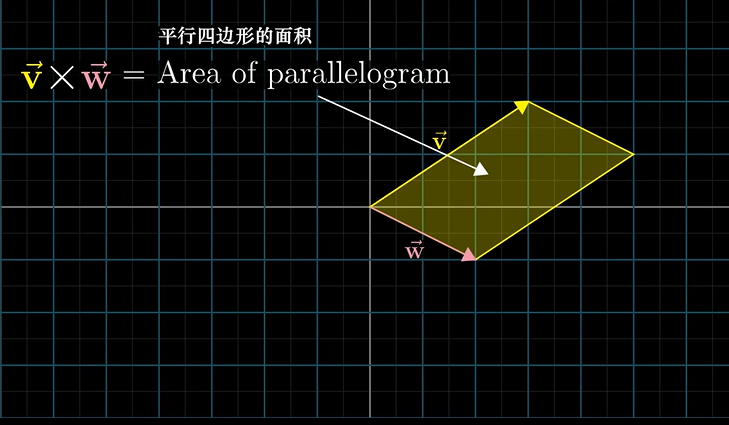 平行四边形的面积
v⃗ × w⃗ = Area of parallelogram
v⃗
w⃗